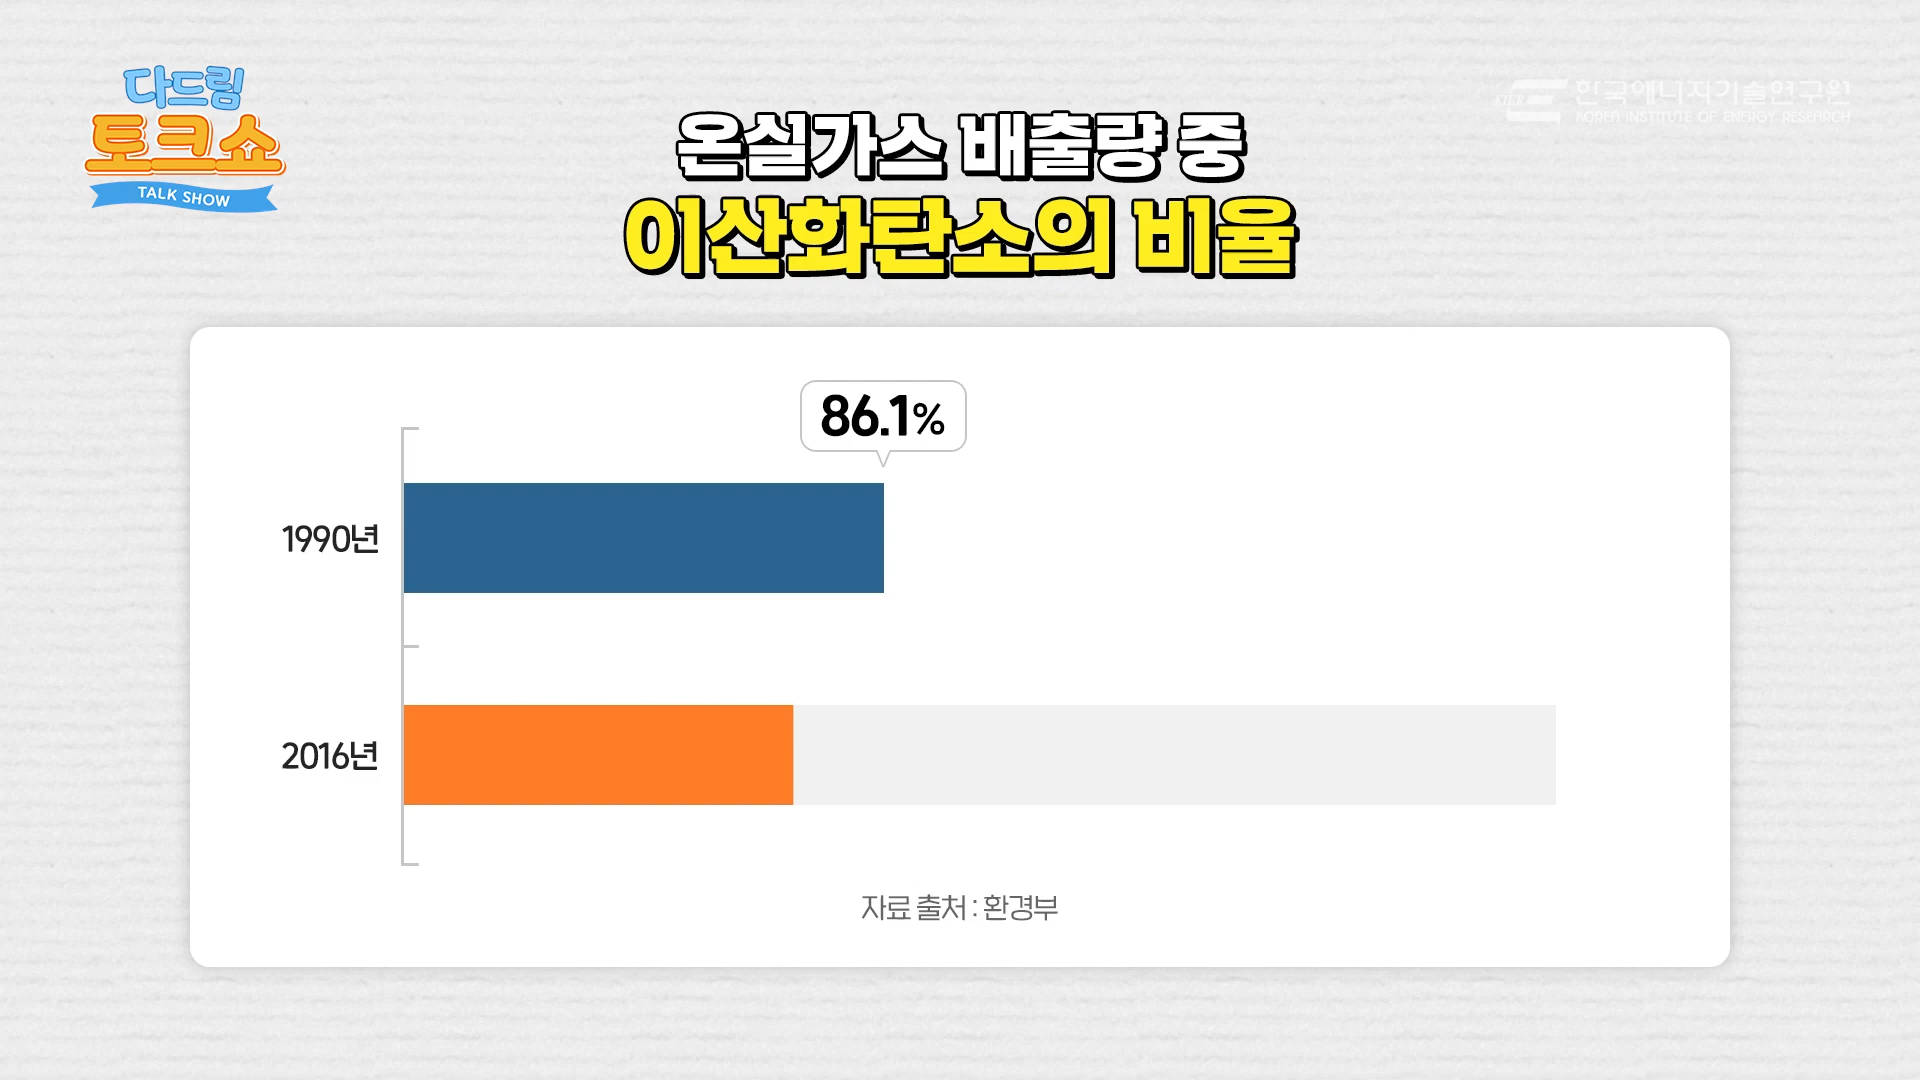 다드림
토크쇼
TALK SHOW
한국에너지기술연구원
KIER
KOREA INSTITUTE OF ENERGY RESEARCH
온실가스 배출량 중
이산화탄소의 비율
86.1%
1990년
2016년
자료 출처 : 환경부